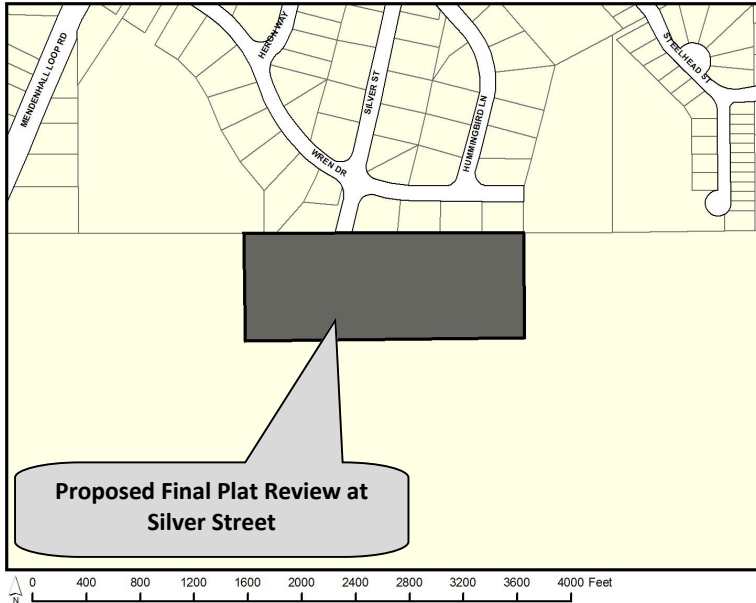 MENDENHALL LOOP RD
HERON WAY
SILVER ST
WREN DR
HUMMINGBIRD LN
STEELHEAD ST
Proposed Final Plat Review at
Silver Street
N
0 400 800 1200 1600 2000 2400 2800 3200 3600 4000 Feet